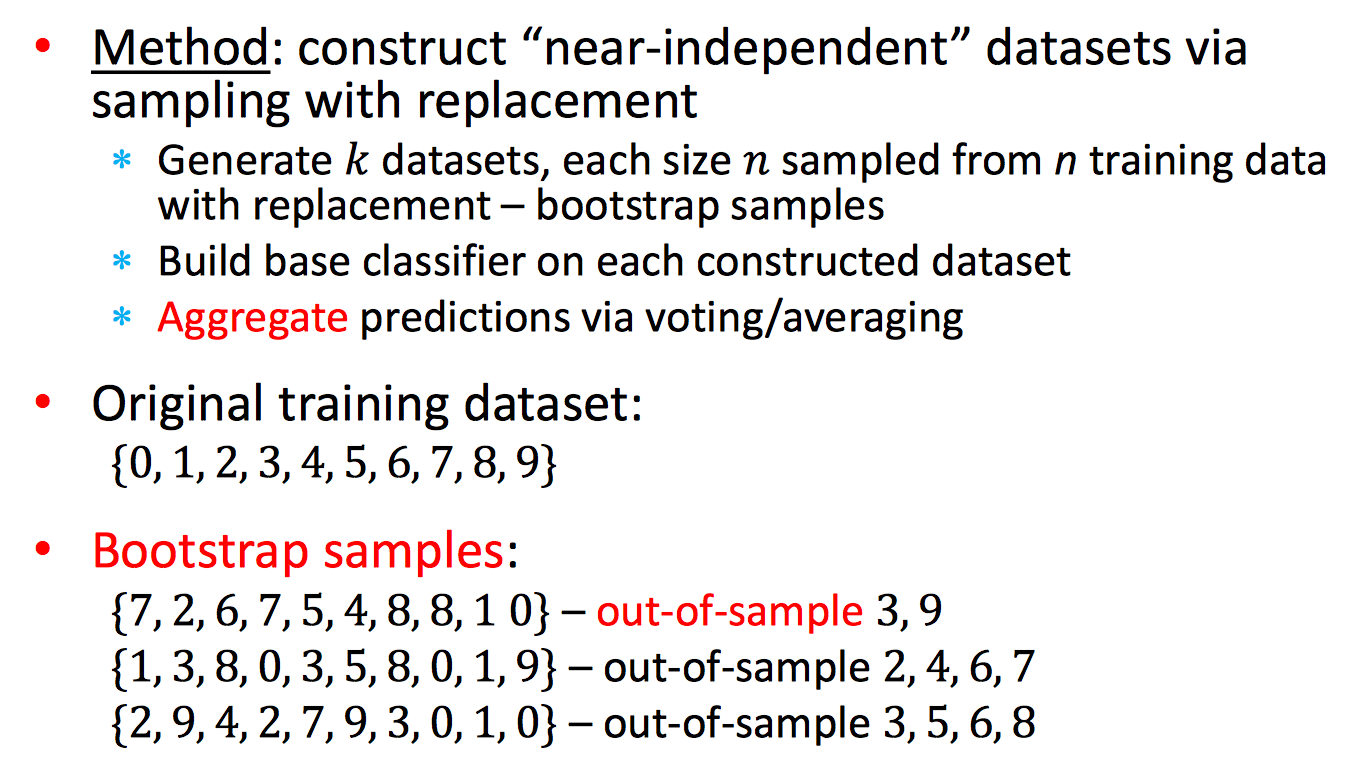 • Method: construct “near-independent” datasets via
sampling with replacement
* Generate k datasets, each size n sampled from n training data
with replacement – bootstrap samples
* Build base classifier on each constructed dataset
* Aggregate predictions via voting/averaging
• Original training dataset:
{0, 1, 2, 3, 4, 5, 6, 7, 8, 9}
• Bootstrap samples:
{7, 2, 6, 7, 5, 4, 8, 8, 1 0} – out-of-sample 3, 9
{1, 3, 8, 0, 3, 5, 8, 0, 1, 9} – out-of-sample 2, 4, 6, 7
{2, 9, 4, 2, 7, 9, 3, 0, 1, 0} – out-of-sample 3, 5, 6, 8